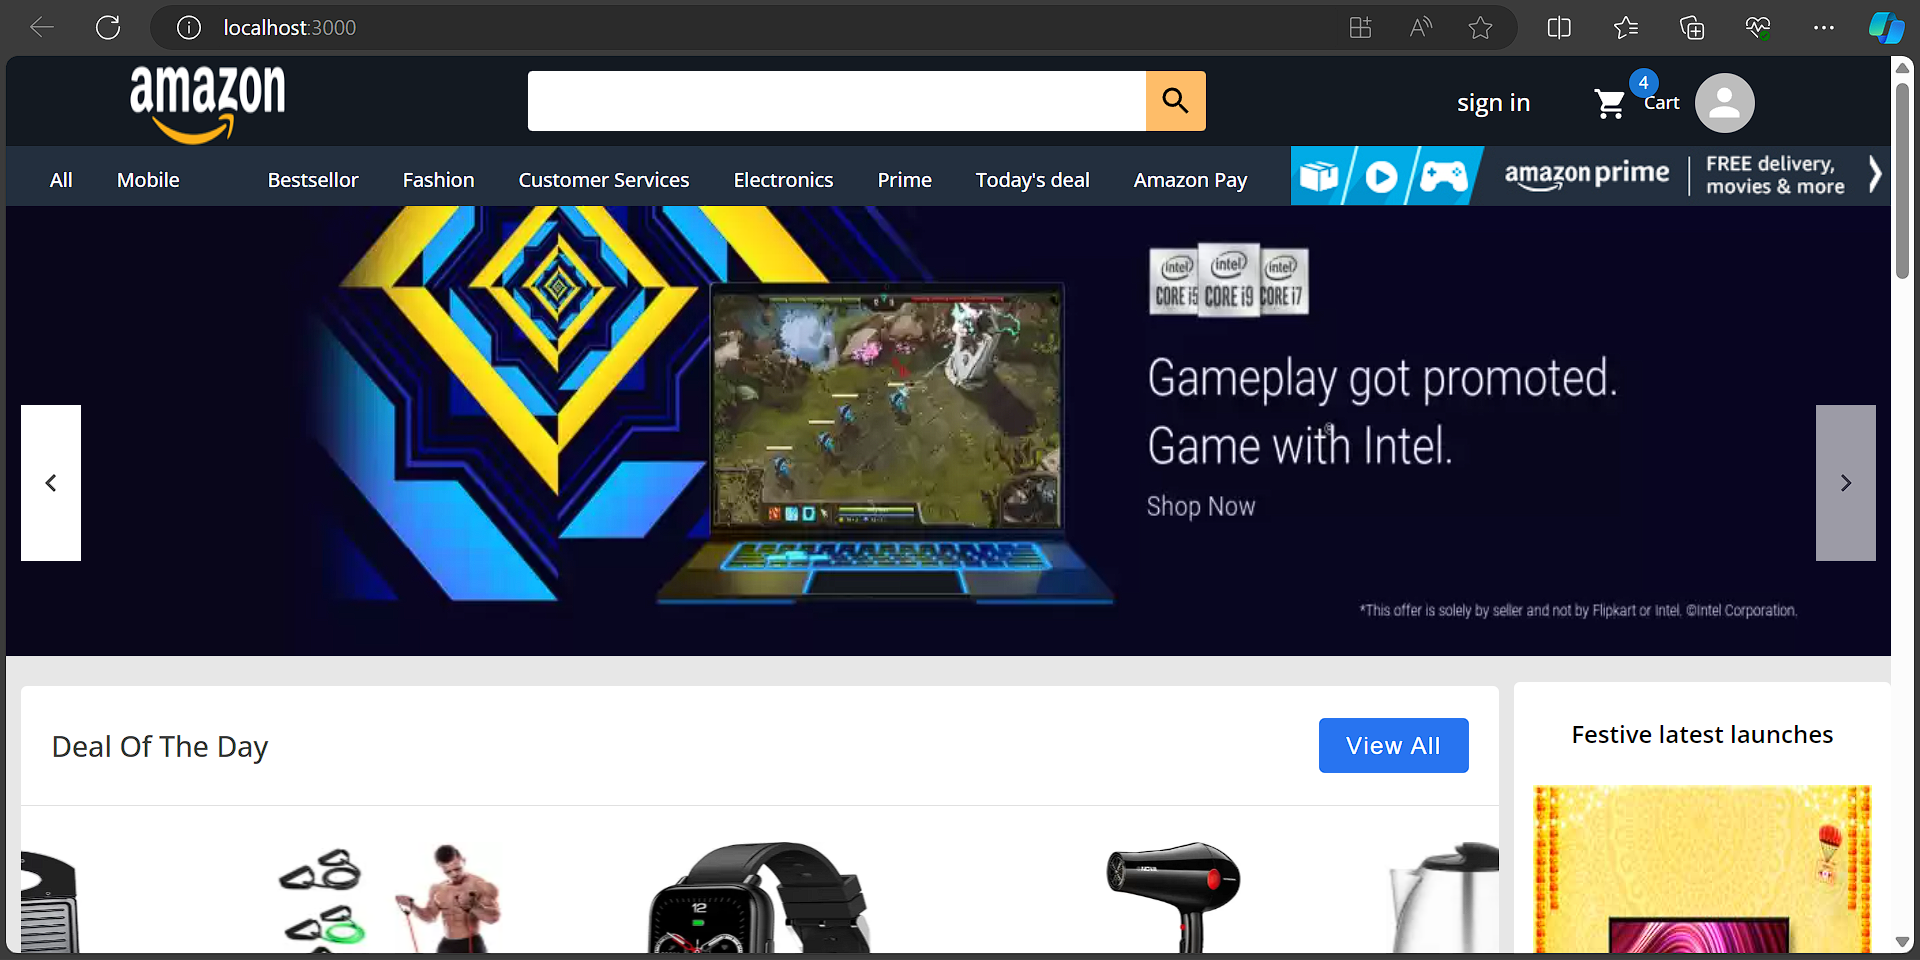 localhost:3000
amazon
sign in
4
Cart
All
Mobile
Bestsellor
Fashion
Customer Services
Electronics
Prime
Today's deal
Amazon Pay
amazon prime
FREE delivery,
movies & more
intel
CORE i5
intel
CORE i9
intel
CORE i7
Gameplay got promoted.
Game with Intel.
®
Shop Now
*This offer is solely by seller and not by Flipkart or Intel. ©Intel Corporation.
Deal Of The Day
View All
Festive latest launches
12
NOVA